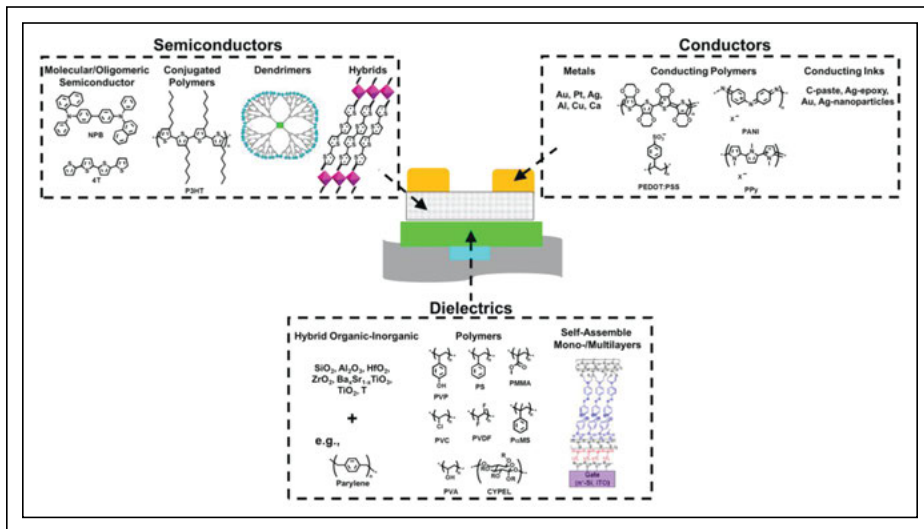 Semiconductors
Molecular/Oligomeric
Semiconductor
NPB
4T
Conjugated
Polymers
P3HT
Dendrimers
Hybrids
Conductors
Metals
Au, Pt, Ag,
Al, Cu, Ca
Conducting Polymers
PEDOT:PSS
PANI
PPy
Conducting Inks
C-paste, Ag-epoxy,
Au, Ag-nanoparticles
Dielectrics
Hybrid Organic-Inorganic
SiO₂, Al₂O₃, HfO₂,
ZrO₂, BaₓSr₁₋ₓTiO₂,
TiO₂, T
+
e.g.,
Parylene
Polymers
PVP
PS
PMMA
PVC
PVDF
PαMS
PVA
CYPEL
Self-Assemble
Mono-/Multilayers
Gate
(n⁺-Si, ITO)